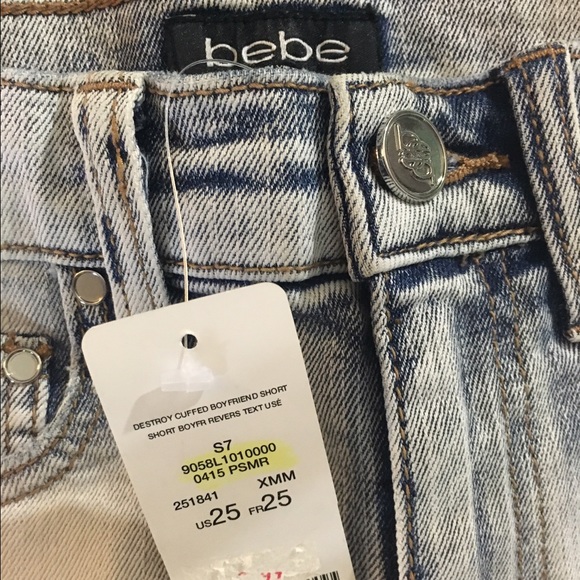 bebe
DESTROY CUFFED BOYFRIEND SHORT
SHORT BOYFR REVERS TEXT USÉ
S7
9058L1010000
0415 PSMR
251841 XMM
US25 FR25